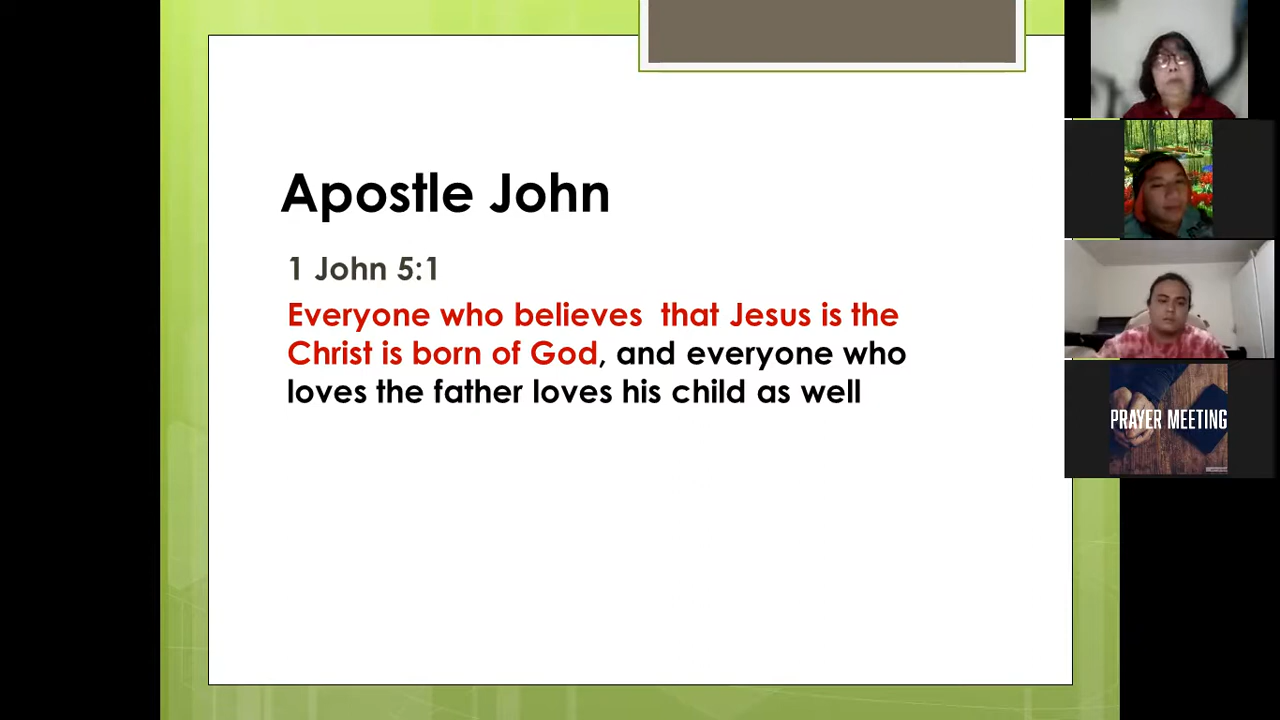 Apostle John
1 John 5:1
Everyone who believes  that Jesus is the
Christ is born of God, and everyone who
loves the father loves his child as well
PRAYER MEETING